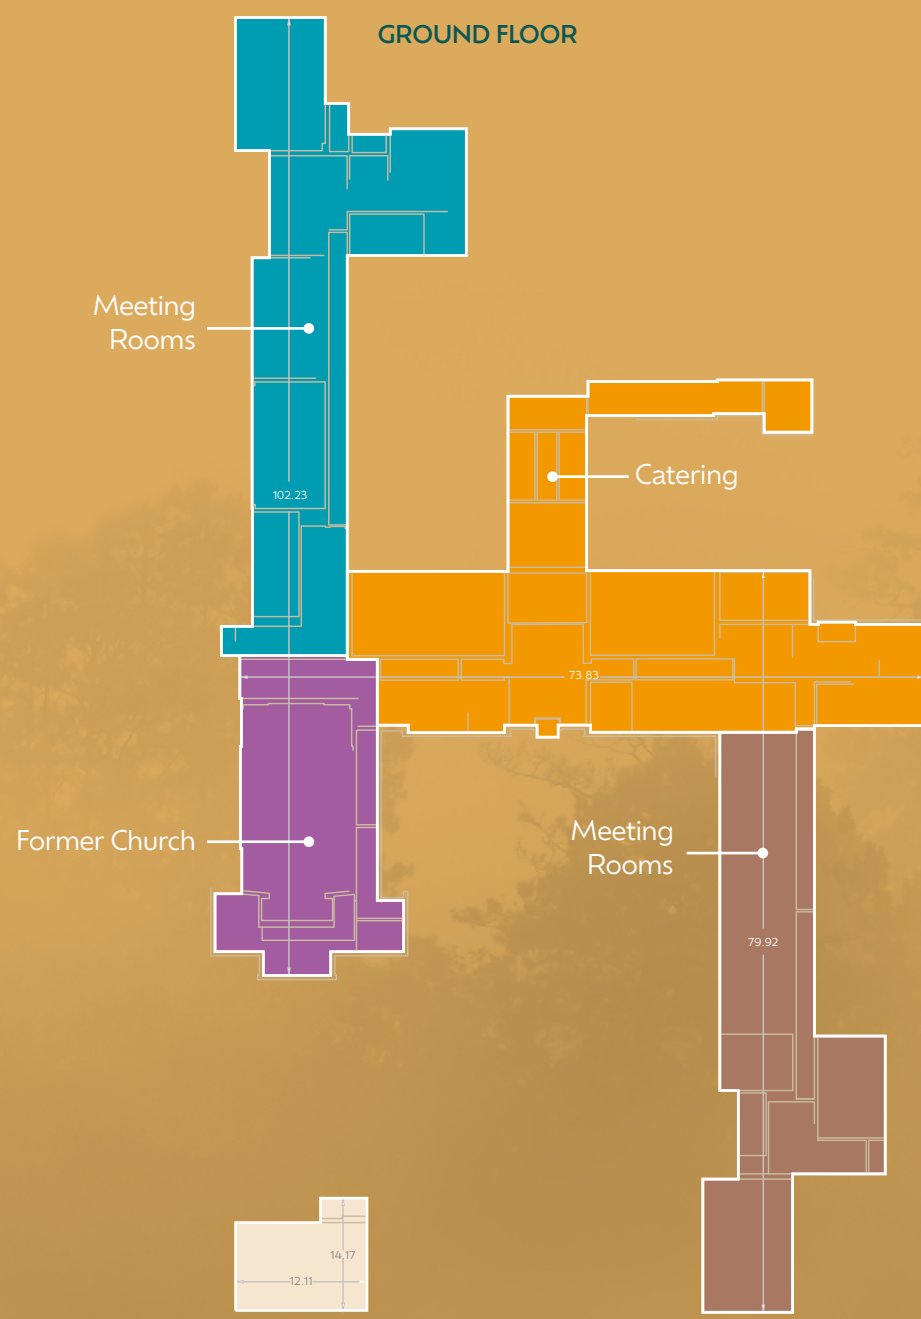 GROUND FLOOR
Meeting
Rooms
Catering
102.23
73.83
Former Church
Meeting
Rooms
79.92
14.17
12.11